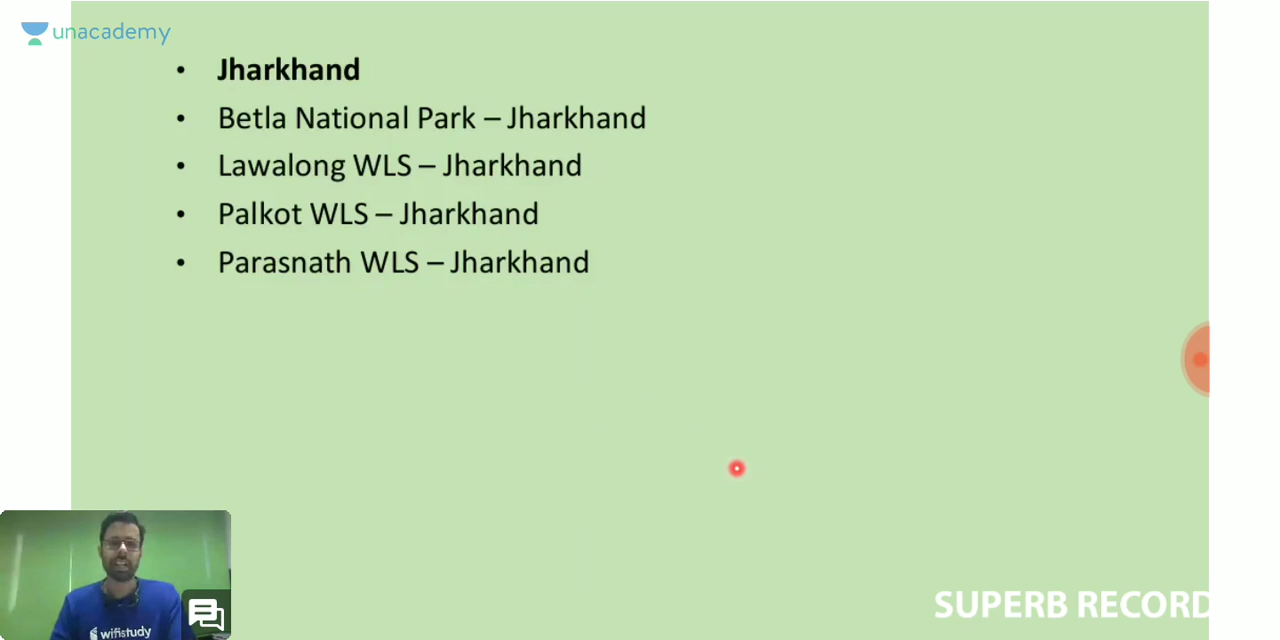 unacademy
• Jharkhand
• Betla National Park – Jharkhand
• Lawalong WLS – Jharkhand
• Palkot WLS – Jharkhand
• Parasnath WLS – Jharkhand
wifistudy
SUPERB RECORD